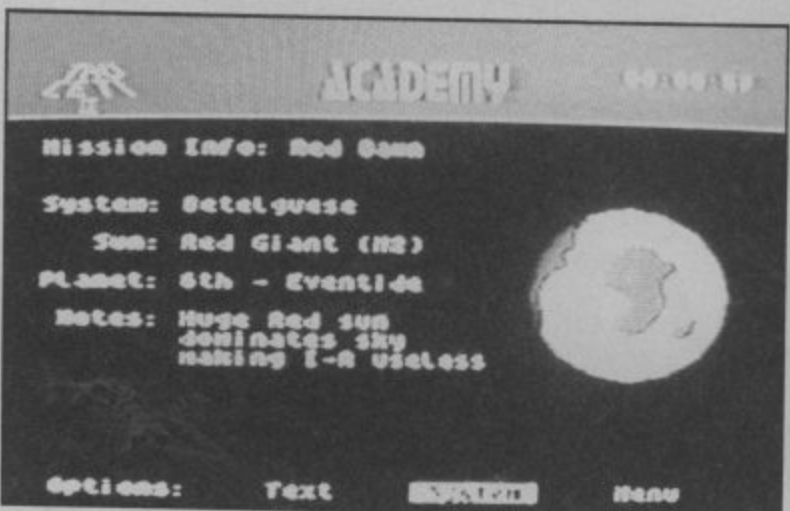 ACADEMY
Mission Info: Red Dawn
System: Betelguese
Sun: Red Giant (M2)
Planet: 6th - Eventide
Notes: Huge Red sun
dominates sky
making I-R useless
Options: Text System Menu